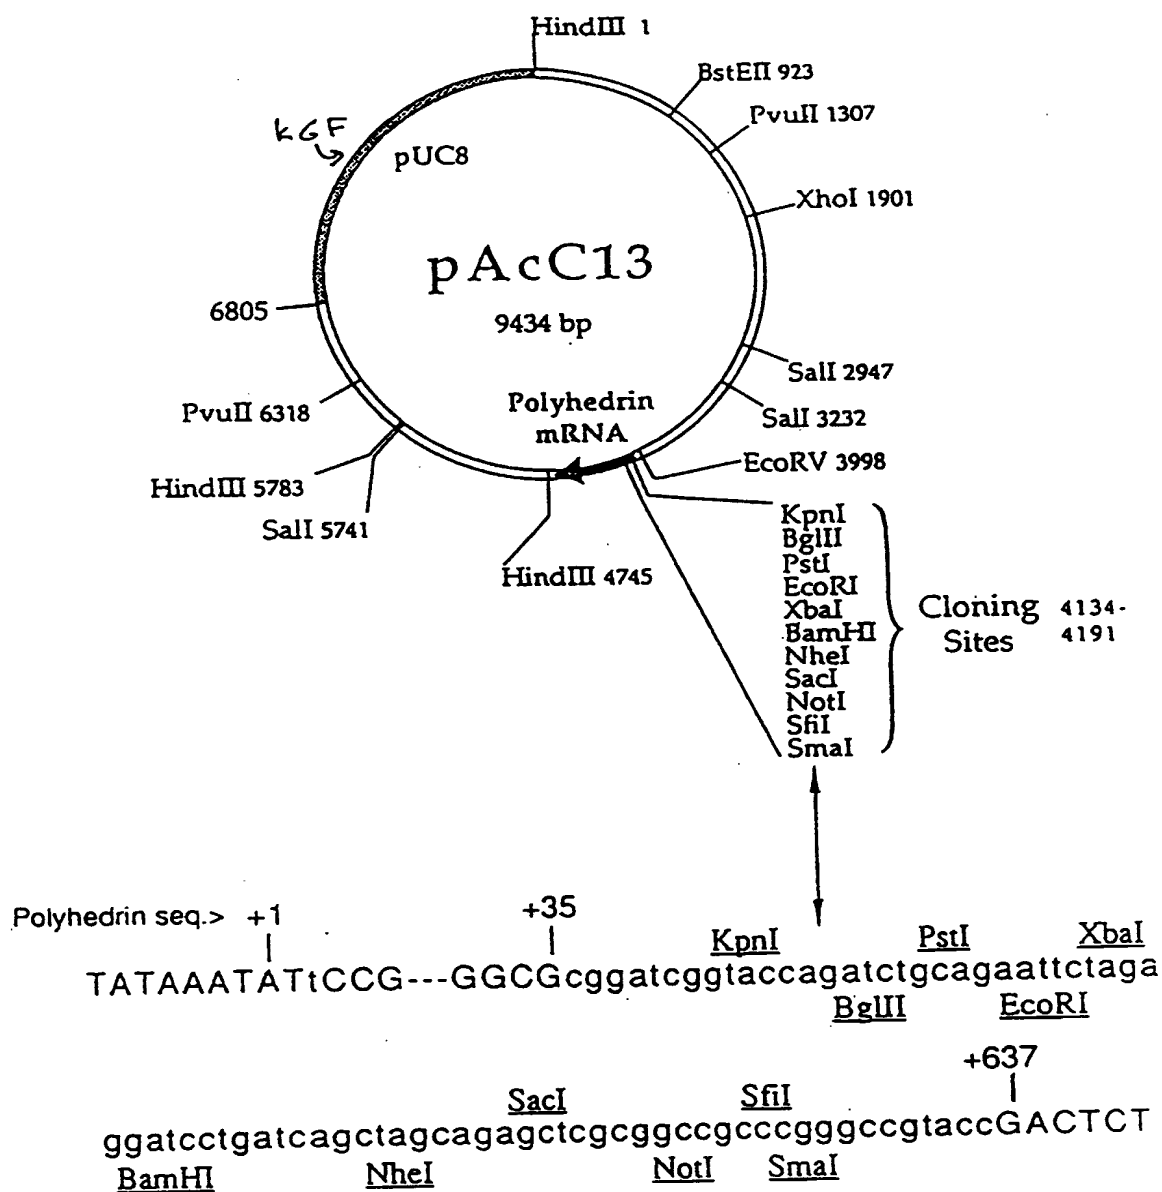 HindIII 1
BstEII 923
PvuII 1307
KGF
pUC8
XhoI 1901
pAcC13
9434 bp
6805
SalI 2947
PvuII 6318
Polyhedrin
mRNA
SalI 3232
EcoRV 3998
HindIII 5783
SalI 5741
HindIII 4745
KpnI
BglII
PstI
EcoRI
XbaI
BamHI
NheI
SacI
NotI
SfiI
SmaI
Cloning
Sites
4134-
4191
Polyhedrin seq.> +1
+35
KpnI PstI XbaI
TATAAATATtCCG---GGCGcggatcggtaccagatctgcagaattctaga
BglII EcoRI
+637
SacI SfiI
ggatcctgatcagctagcagagctcgcggccgcccgggccgtaccGACTCT
BamHI NheI NotI SmaI